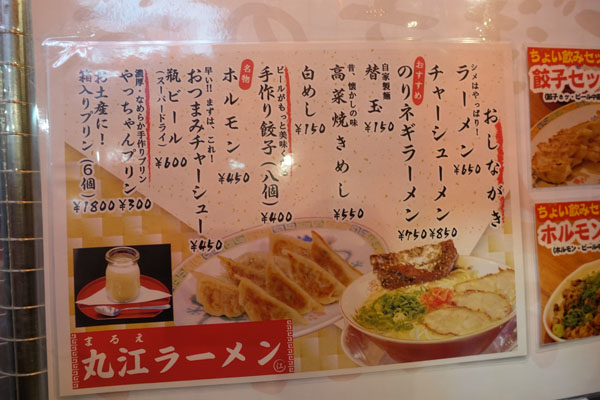 おしながき
シメはやっぱり!
ラーメン ¥650
チャーシューメン ¥850
おすすめ
のりネギラーメン ¥750
自家製麺
替玉 ¥150
昔、懐かしの味
高菜焼きめし ¥550
白めし ¥150
ビールがもっと美味くなる
手作り餃子(八個) ¥400
名物
ホルモン ¥450
早い!!まずは、これ!
おつまみチャーシュー ¥450
瓶ビール ¥600
(スーパードライ)
濃厚・なめらか手作りプリン
やっちゃんプリン ¥300
お土産に!
箱入りプリン(6個) ¥1800
まるえ
丸江ラーメン
ちょい飲みセッ
餃子セッ
ちょい飲みセッ
ホルモン